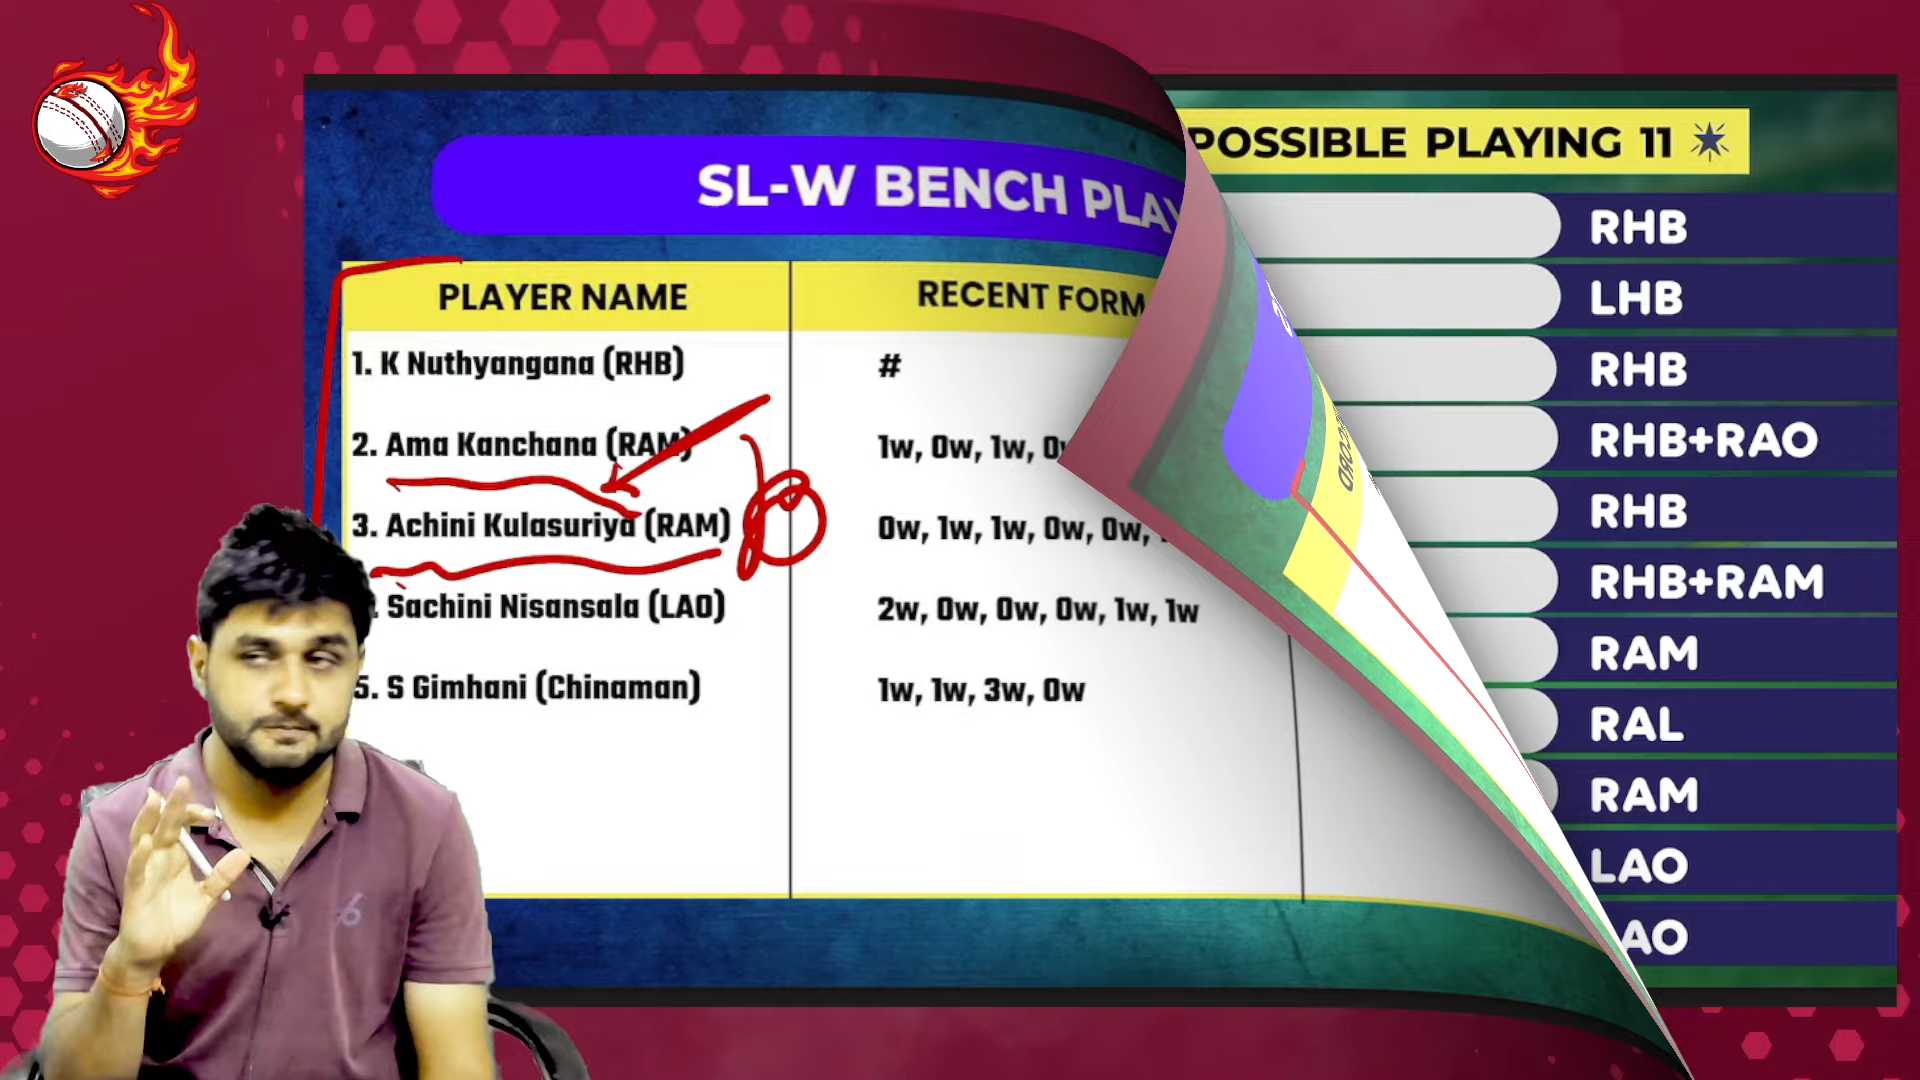 SL-W BENCH
PLAYER NAME
RECENT FORM
1. K Nuthyangana (RHB)
#
2. Ama Kanchana (RAM)
1w, 0w, 1w,
3. Achini Kulasuriya (RAM)
0w, 1w, 1w, 0w, 0w,
Sachini Nisansala (LAO)
2w, 0w, 0w, 0w, 1w, 1w
5. S Gimhani (Chinaman)
1w, 1w, 3w, 0w
POSSIBLE PLAYING 11
RHB
LHB
RHB
RHB+RAO
RHB
RHB+RAM
RAM
RAL
RAM
LAO